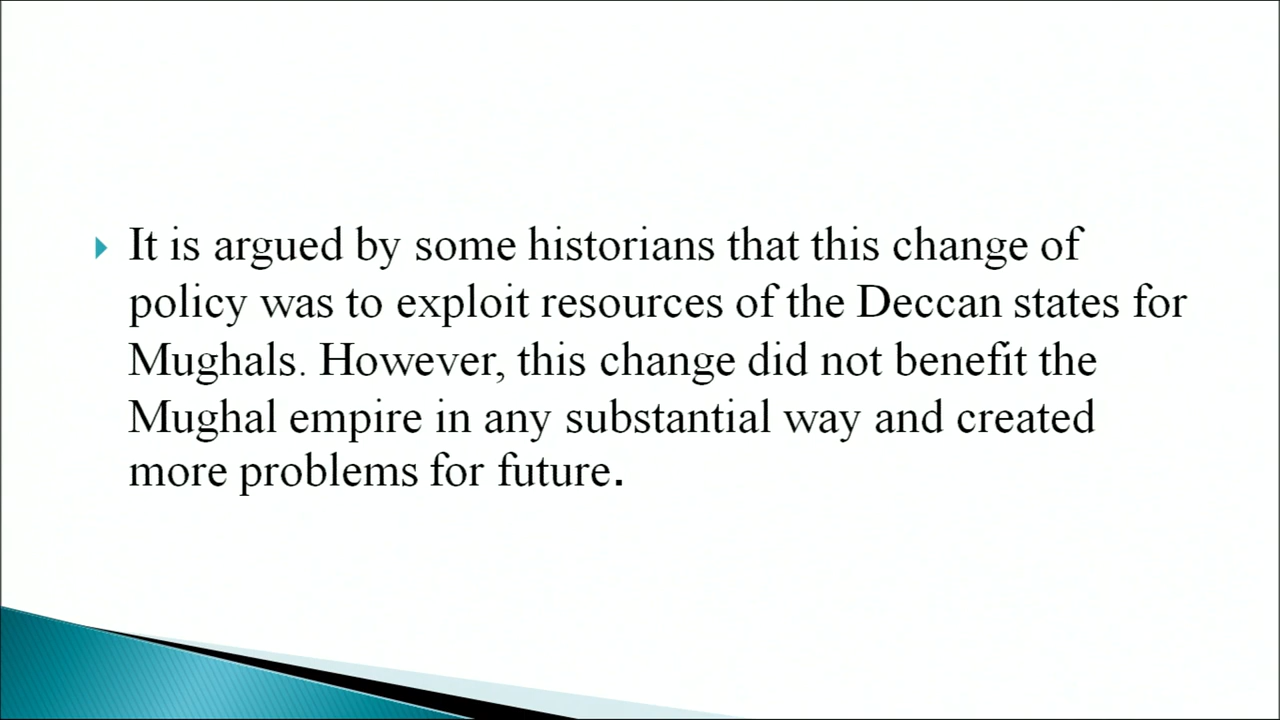 It is argued by some historians that this change of
policy was to exploit resources of the Deccan states for
Mughals. However, this change did not benefit the
Mughal empire in any substantial way and created
more problems for future.